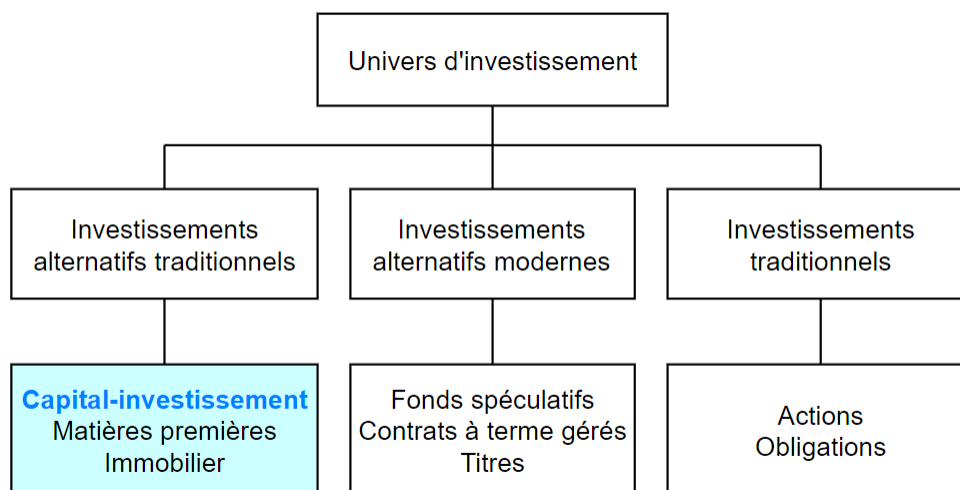 Univers d'investissement
Investissements
alternatifs traditionnels
Investissements
alternatifs modernes
Investissements
traditionnels
Capital-investissement
Matières premières
Immobilier
Fonds spéculatifs
Contrats à terme gérés
Titres
Actions
Obligations